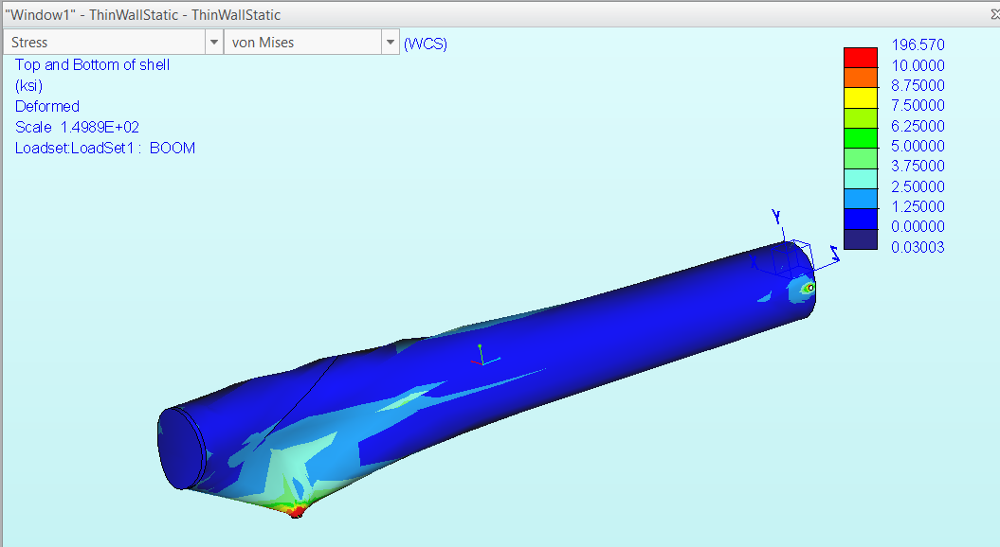 "Window1" - ThinWallStatic - ThinWallStatic
Stress von Mises (WCS)
Top and Bottom of shell
(ksi)
Deformed
Scale 1.4989E+02
Loadset:LoadSet1 : BOOM
196.570
10.0000
8.75000
7.50000
6.25000
5.00000
3.75000
2.50000
1.25000
0.00000
0.03003
Y
X
Z